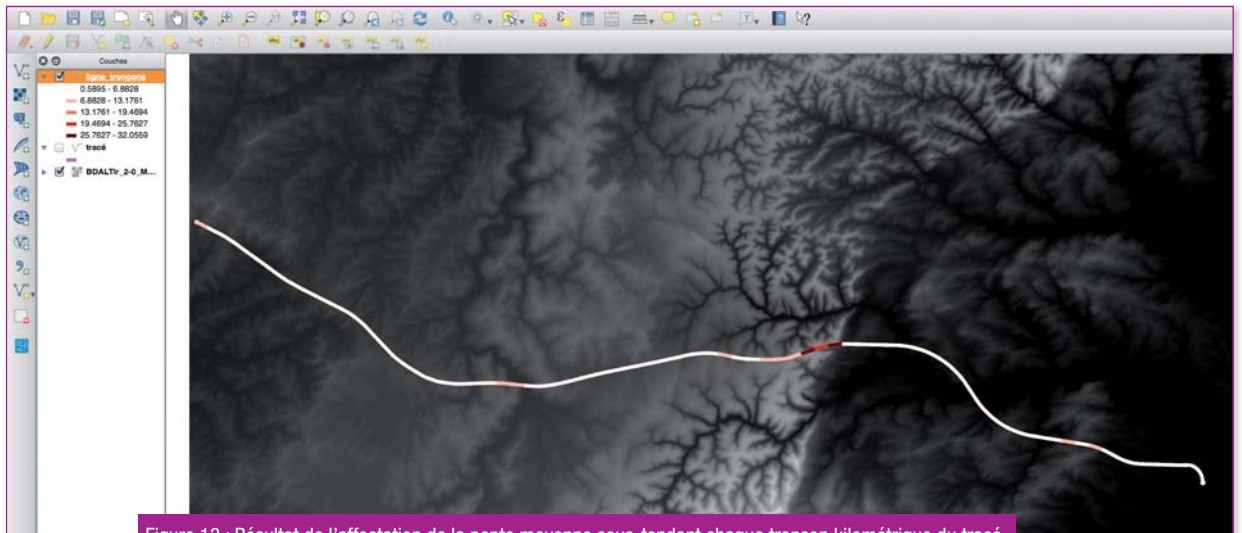 Couches
ligne_tronçons
0.5895 - 6.8828
6.8828 - 13.1761
13.1761 - 19.4694
19.4694 - 25.7627
25.7627 - 32.0559
tracé
BDALTIr_2-0_M...
Figure 12 : Résultat de l'affectation de la pente moyenne sous-tendant chaque tronçon kilométrique du tracé